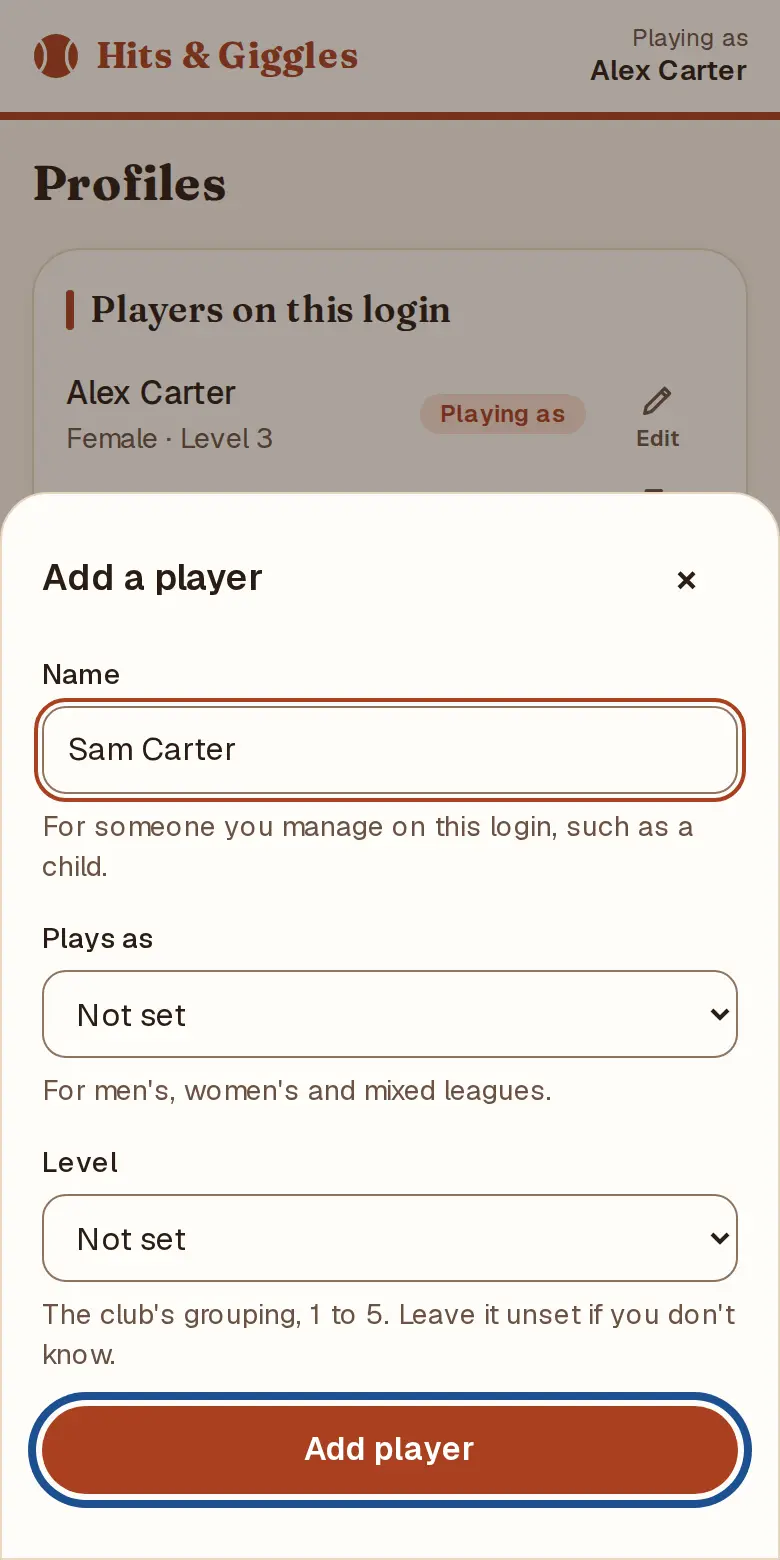 Hits & Giggles
Playing as
Alex Carter
Profiles
Players on this login
Alex Carter
Female · Level 3
Playing as
Edit
Add a player
×
Name
Sam Carter
For someone you manage on this login, such as a
child.
Plays as
Not set
For men's, women's and mixed leagues.
Level
Not set
The club's grouping, 1 to 5. Leave it unset if you don't
know.
Add player